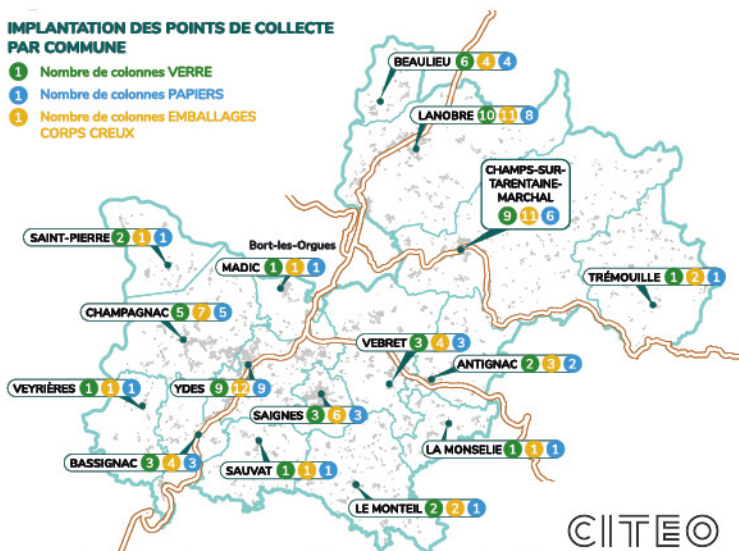 IMPLANTATION DES POINTS DE COLLECTE
PAR COMMUNE
1 Nombre de colonnes VERRE
1 Nombre de colonnes PAPIERS
1 Nombre de colonnes EMBALLAGES
CORPS CREUX
BEAULIEU 6 4 4
LANOBRE 10 11 8
CHAMPS-SUR-
TARENTAINE-
MARCHAL
9 11 6
SAINT-PIERRE 2 1 1
Bort-les-Orgues
MADIC 1 1 1
TRÉMOUILLE 1 2 1
CHAMPAGNAC 5 7 5
VEBRET 3 4 3
ANTIGNAC 2 3 2
VEYRIÈRES 1 1 1
YDES 9 12 9
SAIGNES 3 6 3
LA MONSELIE 1 1 1
BASSIGNAC 3 4 3
SAUVAT 1 1 1
LE MONTEIL 2 2 1
CITEO